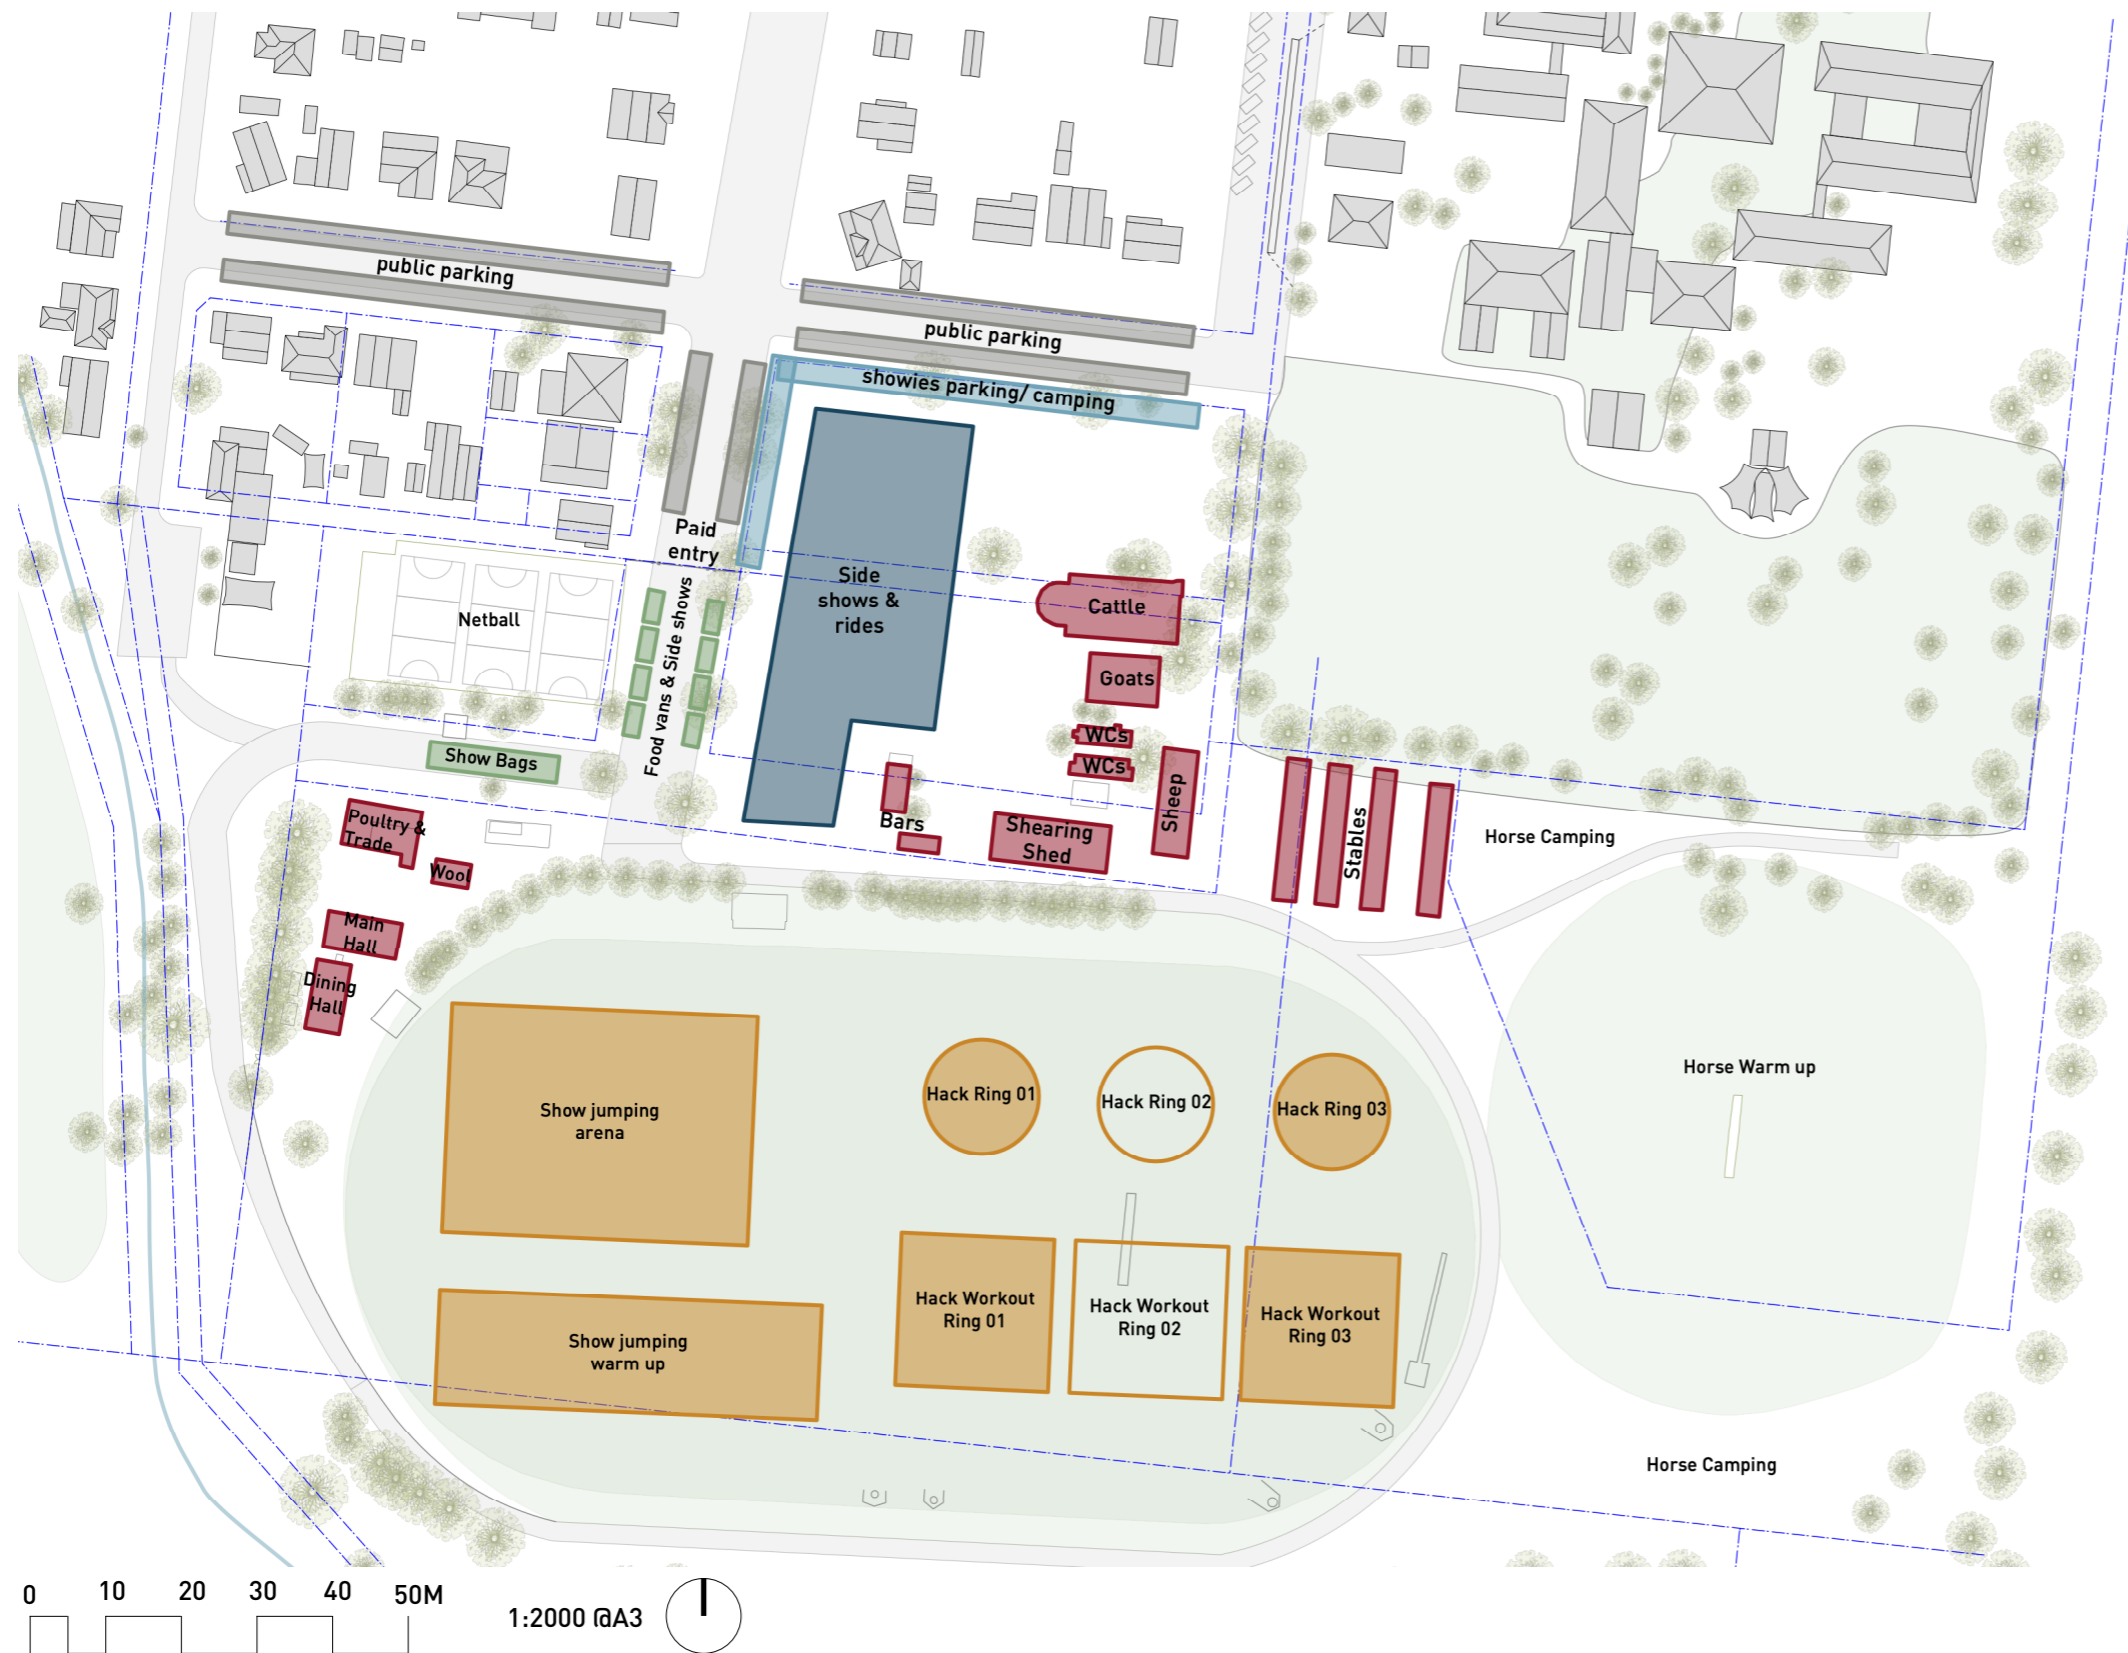 public parking
public parking
showies parking/ camping
Paid
entry
Side
shows &
rides
Cattle
Netball
Food vans & Side shows
Goats
WCs
WCs
Show Bags
Sheep
Bars
Shearing
Shed
Stables
Horse Camping
Poultry &
Trade
Wool
Main
Hall
Dining
Hall
Horse Warm up
Hack Ring 01
Hack Ring 02
Hack Ring 03
Show jumping
arena
Hack Workout
Ring 01
Hack Workout
Ring 02
Hack Workout
Ring 03
Show jumping
warm up
Horse Camping
0 10 20 30 40 50M
1:2000 @A3